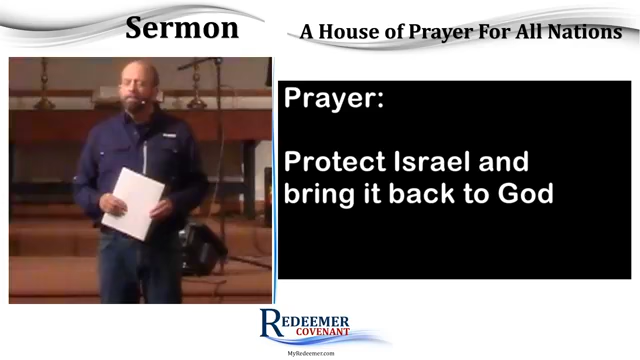 Sermon
A House of Prayer For All Nations
Prayer:
Protect Israel and
bring it back to God
REDEEMER
COVENANT
MyRedeemer.com